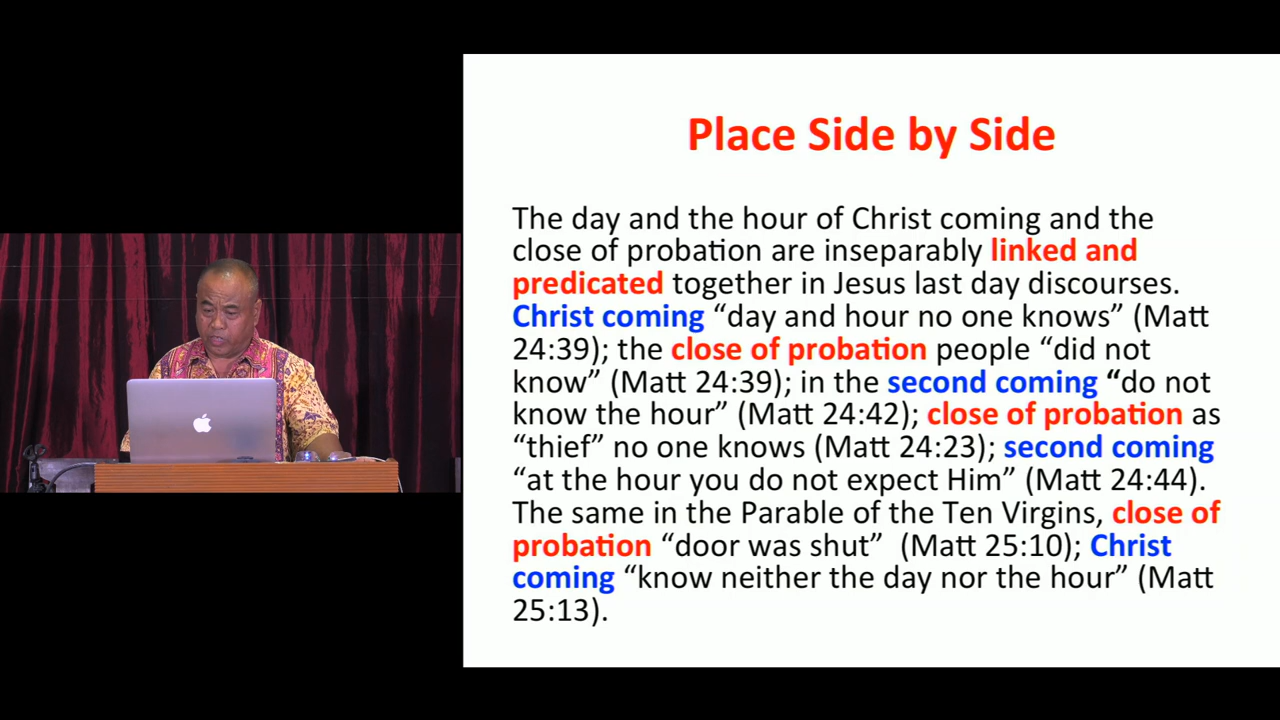 Place Side by Side
The day and the hour of Christ coming and the
close of probation are inseparably linked and
predicated together in Jesus last day discourses.
Christ coming “day and hour no one knows” (Matt
24:39); the close of probation people “did not
know” (Matt 24:39); in the second coming “do not
know the hour” (Matt 24:42); close of probation as
“thief” no one knows (Matt 24:23); second coming
“at the hour you do not expect Him” (Matt 24:44).
The same in the Parable of the Ten Virgins, close of
probation “door was shut”  (Matt 25:10); Christ
coming “know neither the day nor the hour” (Matt
25:13).